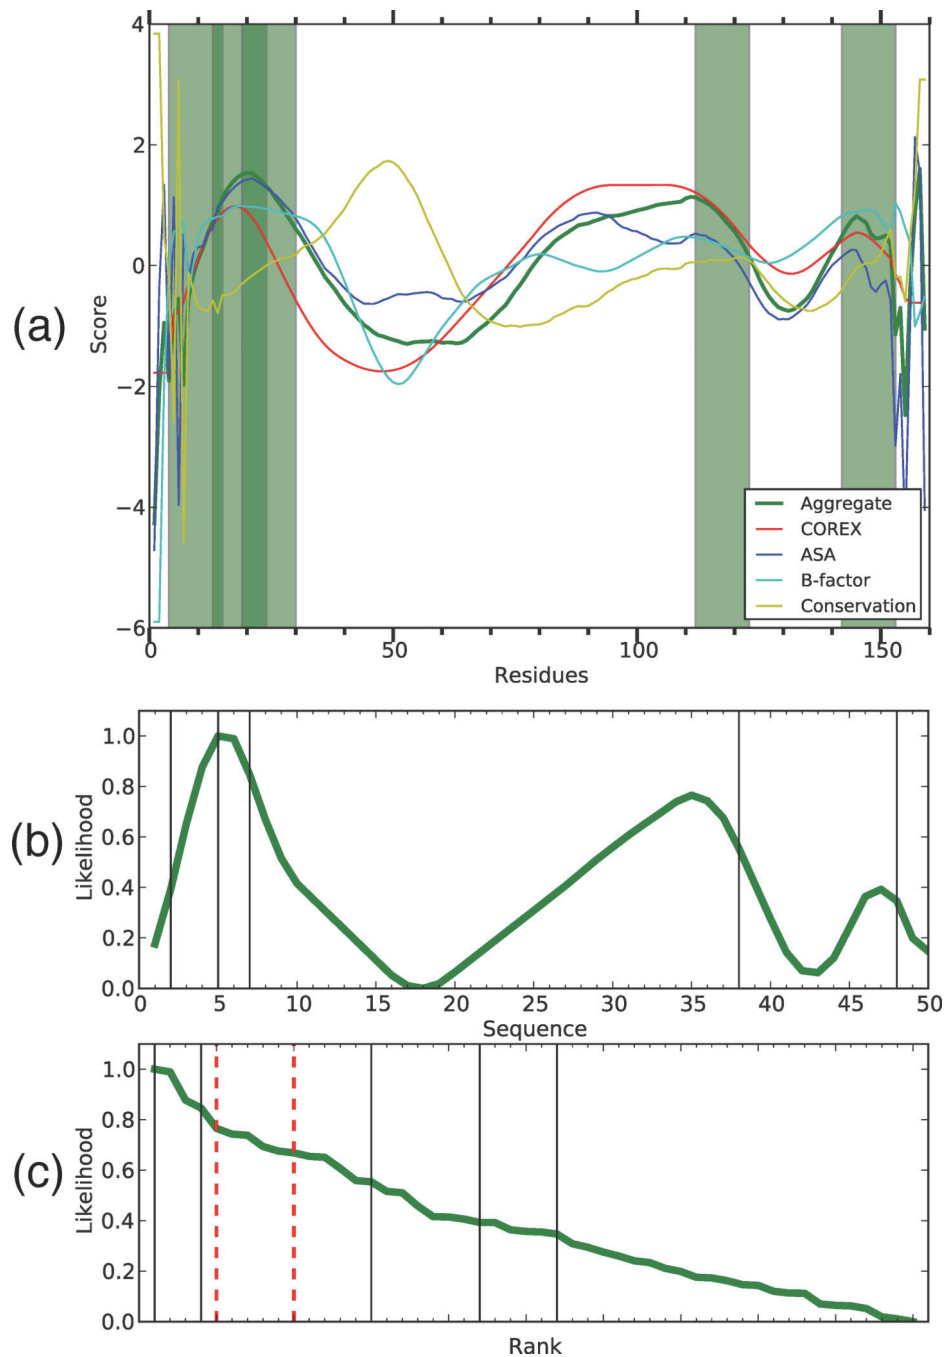 4
2
0
−2
−4
−6
Score
(a)
Aggregate
COREX
ASA
B-factor
Conservation
0 50 100 150
Residues
1.0
0.8
0.6
0.4
0.2
0.0
Likelihood
(b)
0 5 10 15 20 25 30 35 40 45 50
Sequence
1.0
0.8
0.6
0.4
0.2
0.0
Likelihood
(c)
Rank